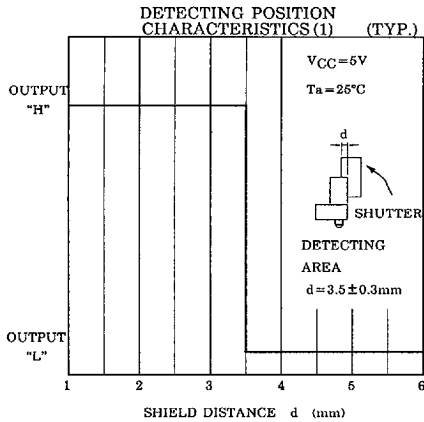 DETECTING POSITION
CHARACTERISTICS (1) (TYP.)
VCC=5V
Ta=25°C
OUTPUT
"H"
d
SHUTTER
DETECTING
AREA
d=3.5±0.3mm
OUTPUT
"L"
1 2 3 4 5 6
SHIELD DISTANCE d (mm)